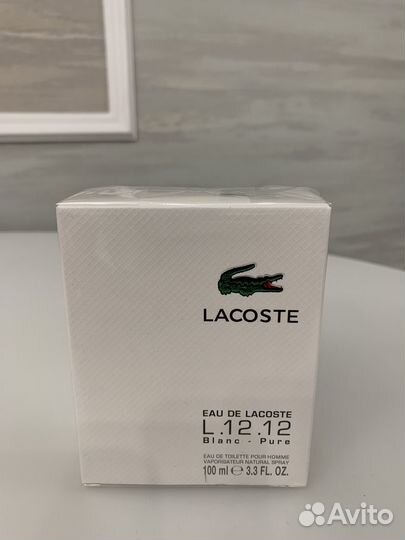 LACOSTE
EAU DE LACOSTE
L.12.12
Blanc - Pure
EAU DE TOILETTE POUR HOMME
VAPORISATEUR NATURAL SPRAY
100 ml ℮ 3.3 FL. OZ.
Avito